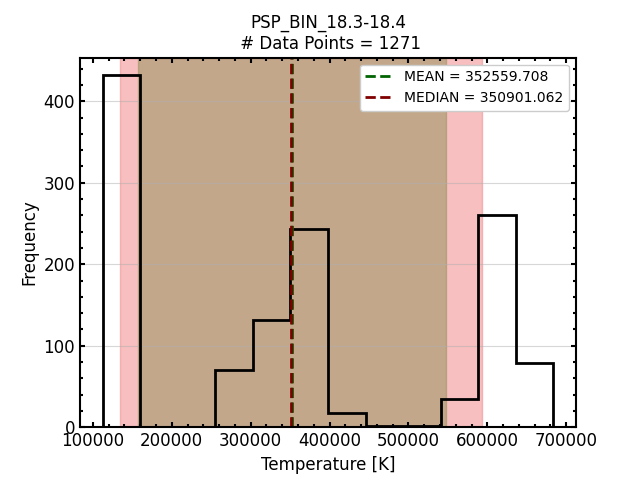 PSP_BIN_18.3-18.4
# Data Points = 1271
MEAN = 352559.708
MEDIAN = 350901.062
Frequency
400
300
200
100
0
100000 200000 300000 400000 500000 600000 700000
Temperature [K]